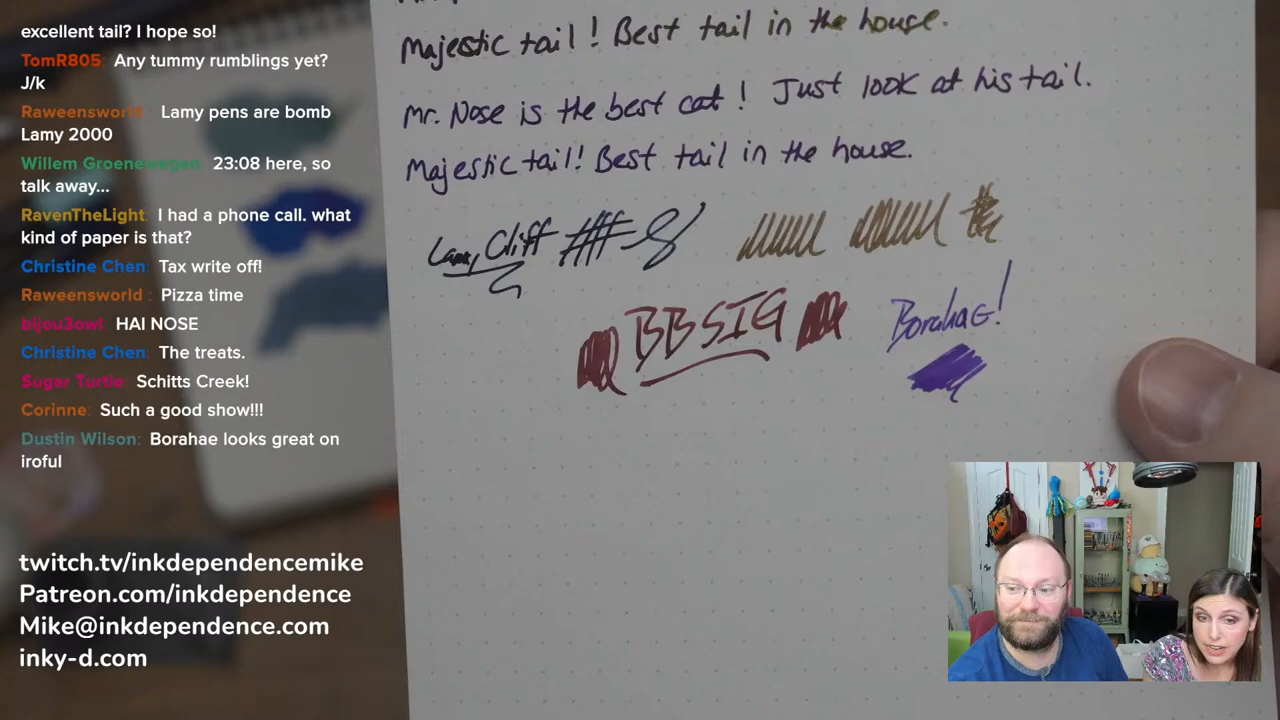 excellent tail? I hope so!
TomR805: Any tummy rumblings yet?
J/k
Raweensworld: Lamy pens are bomb
Lamy 2000
Willem Groenewegen: 23:08 here, so
talk away...
RavenTheLight: I had a phone call. what
kind of paper is that?
Christine Chen: Tax write off!
Raweensworld: Pizza time
bijou3owl: HAI NOSE
Christine Chen: The treats.
Sugar Turtle: Schitts Creek!
Corinne: Such a good show!!!
Dustin Wilson: Borahae looks great on
iroful
twitch.tv/inkdependencemike
Patreon.com/inkdependence
Mike@inkdependence.com
inky-d.com
Majestic tail! Best tail in the house.
Mr. Nose is the best cat! Just look at his tail.
Majestic tail! Best tail in the house.
Lamy Cliff
BBSIG
Borahae!